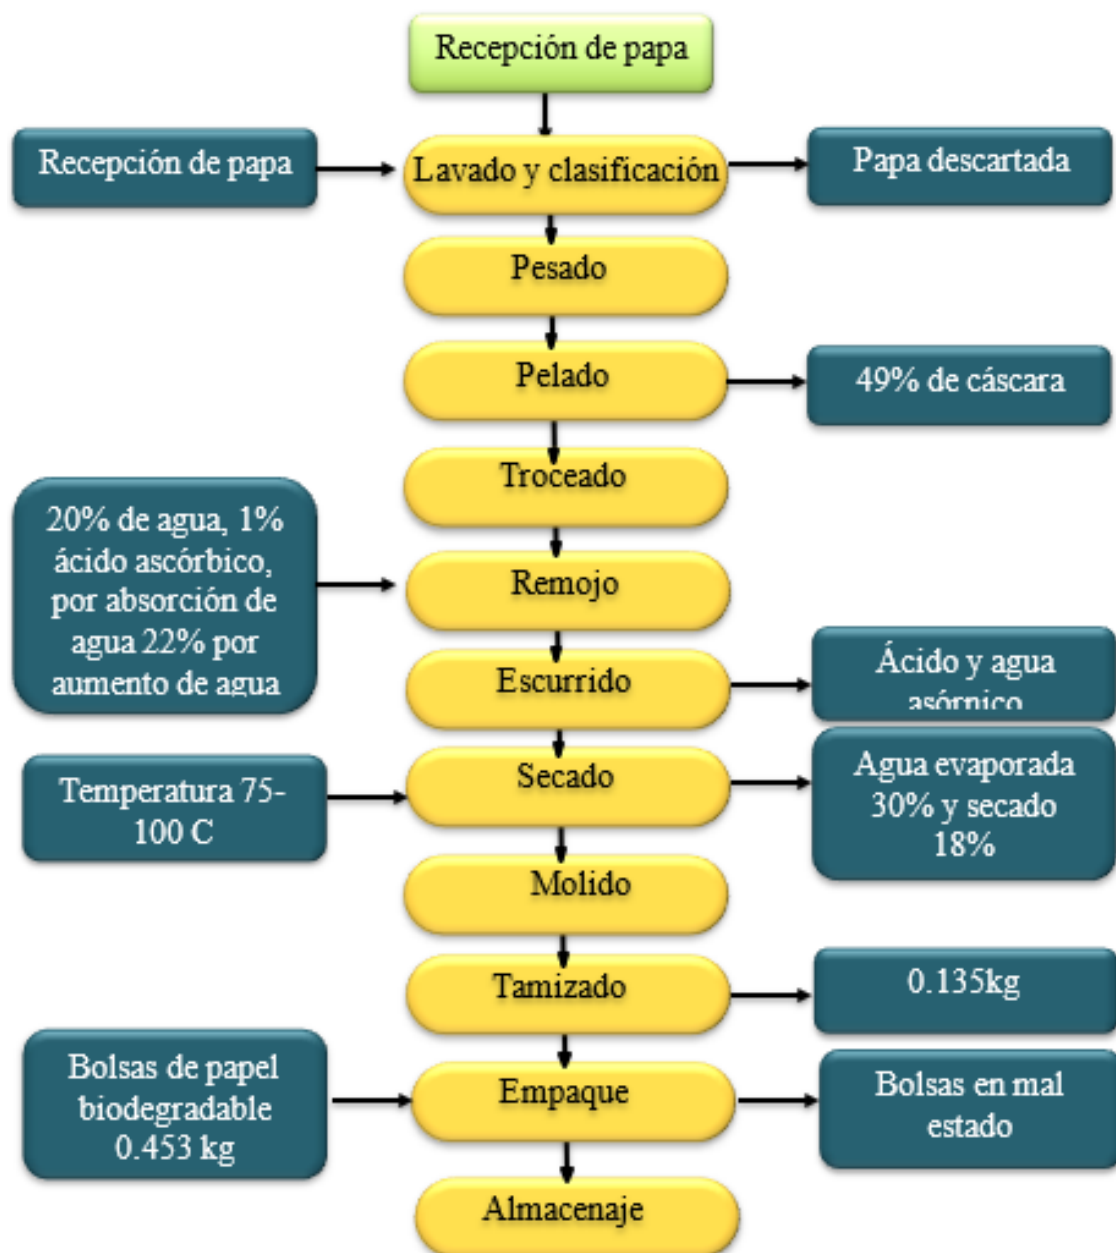 Recepción de papa
Recepción de papa
Lavado y clasificación
Papa descartada
Pesado
Pelado
49% de cáscara
Troceado
20% de agua, 1%
ácido ascórbico,
por absorción de
agua 22% por
aumento de agua
Remojo
Escurrido
Ácido y agua
asórnico
Temperatura 75-
100 C
Secado
Agua evaporada
30% y secado
18%
Molido
Tamizado
0.135kg
Bolsas de papel
biodegradable
0.453 kg
Empaque
Bolsas en mal
estado
Almacenaje